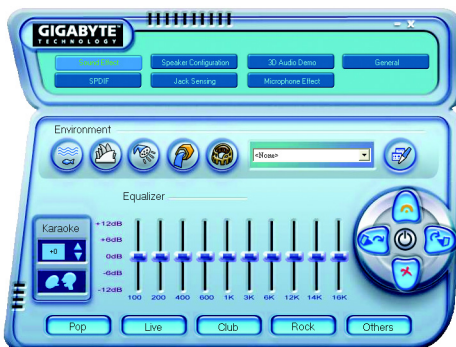 GIGABYTE™
TECHNOLOGY
Sound Effect Speaker Configuration 3D Audio Demo General
SPDIF Jack Sensing Microphone Effect
Environment
<None>
Equalizer
Karaoke
+0
+12dB
+6dB
0dB
-6dB
-12dB
100 200 400 600 1K 3K 6K 12K 14K 16K
Pop Live Club Rock Others